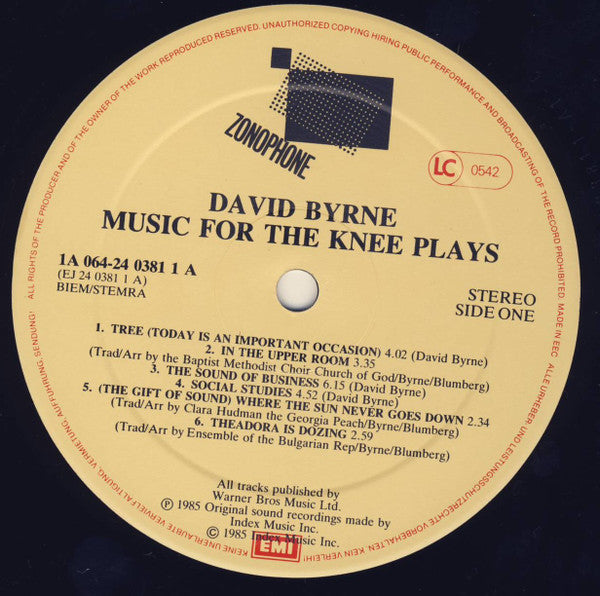 ALL RIGHTS OF THE PRODUCER AND OF THE OWNER OF THE WORK REPRODUCED RESERVED. UNAUTHORIZED COPYING HIRING PUBLIC PERFORMANCE AND BROADCASTING OF THE RECORD PROHIBITED. MADE IN EEC
ZONOPHONE
LC 0542
DAVID BYRNE
MUSIC FOR THE KNEE PLAYS
1A 064-24 0381 1 A
(EJ 24 0381 1 A)
BIEM/STEMRA
STEREO
SIDE ONE
1. TREE (TODAY IS AN IMPORTANT OCCASION) 4.02 (David Byrne)
2. IN THE UPPER ROOM 3.35
(Trad/Arr by the Baptist Methodist Choir Church of God/Byrne/Blumberg)
3. THE SOUND OF BUSINESS 6.15 (David Byrne)
4. SOCIAL STUDIES 4.52 (David Byrne)
5. (THE GIFT OF SOUND) WHERE THE SUN NEVER GOES DOWN 2.34
(Trad/Arr by Clara Hudman the Georgia Peach/Byrne/Blumberg)
6. THEADORA IS DOZING 2.59
(Trad/Arr by Ensemble of the Bulgarian Rep/Byrne/Blumberg)
All tracks published by
Warner Bros Music Ltd.
℗ 1985 Original sound recordings made by
Index Music Inc.
© 1985 Index Music Inc.
EMI
ALLE URHEBER- UND LEISTUNGSSCHUTZRECHTE VORBEHALTEN. KEIN VERLEIH! KEINE UNERLAUBTE VERVIELFÄLTIGUNG, VERMIETUNG, AUFFÜHRUNG, SENDUNG!